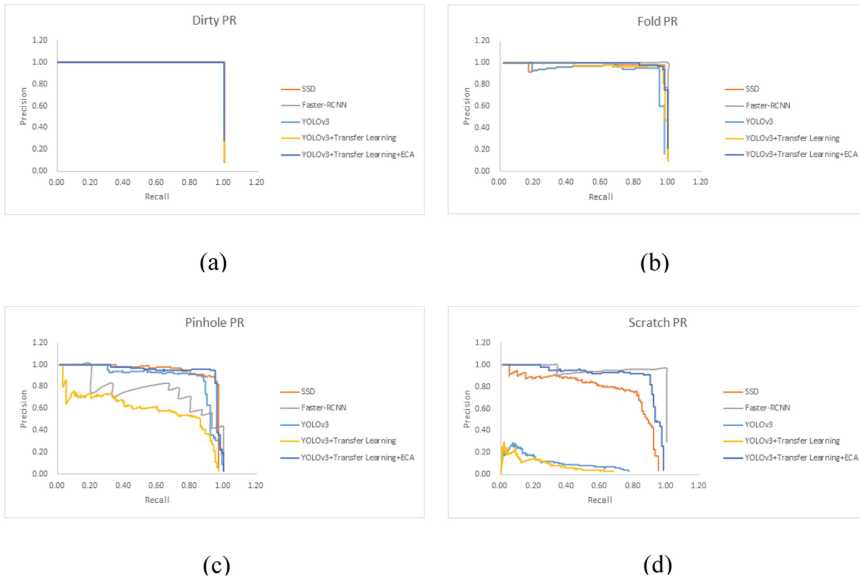 Dirty PR
1.20
1.00
0.80
0.60
0.40
0.20
0.00
Precision
0.00 0.20 0.40 0.60 0.80 1.00 1.20
Recall
SSD
Faster-RCNN
YOLOv3
YOLOv3+Transfer Learning
YOLOv3+Transfer Learning+ECA
(a)
Fold PR
1.20
1.00
0.80
0.60
0.40
0.20
0.00
Precision
0.00 0.20 0.40 0.60 0.80 1.00 1.20
Recall
SSD
Faster-RCNN
YOLOv3
YOLOv3+Transfer Learning
YOLOv3+Transfer Learning+ECA
(b)
Pinhole PR
1.20
1.00
0.80
0.60
0.40
0.20
0.00
Precision
0.00 0.20 0.40 0.60 0.80 1.00 1.20
Recall
SSD
Faster-RCNN
YOLOv3
YOLOv3+Transfer Learning
YOLOv3+Transfer Learning+ECA
(c)
Scratch PR
1.20
1.00
0.80
0.60
0.40
0.20
0.00
Precision
0.00 0.20 0.40 0.60 0.80 1.00 1.20
Recall
SSD
Faster-RCNN
YOLOv3
YOLOv3+Transfer Learning
YOLOv3+Transfer Learning+ECA
(d)